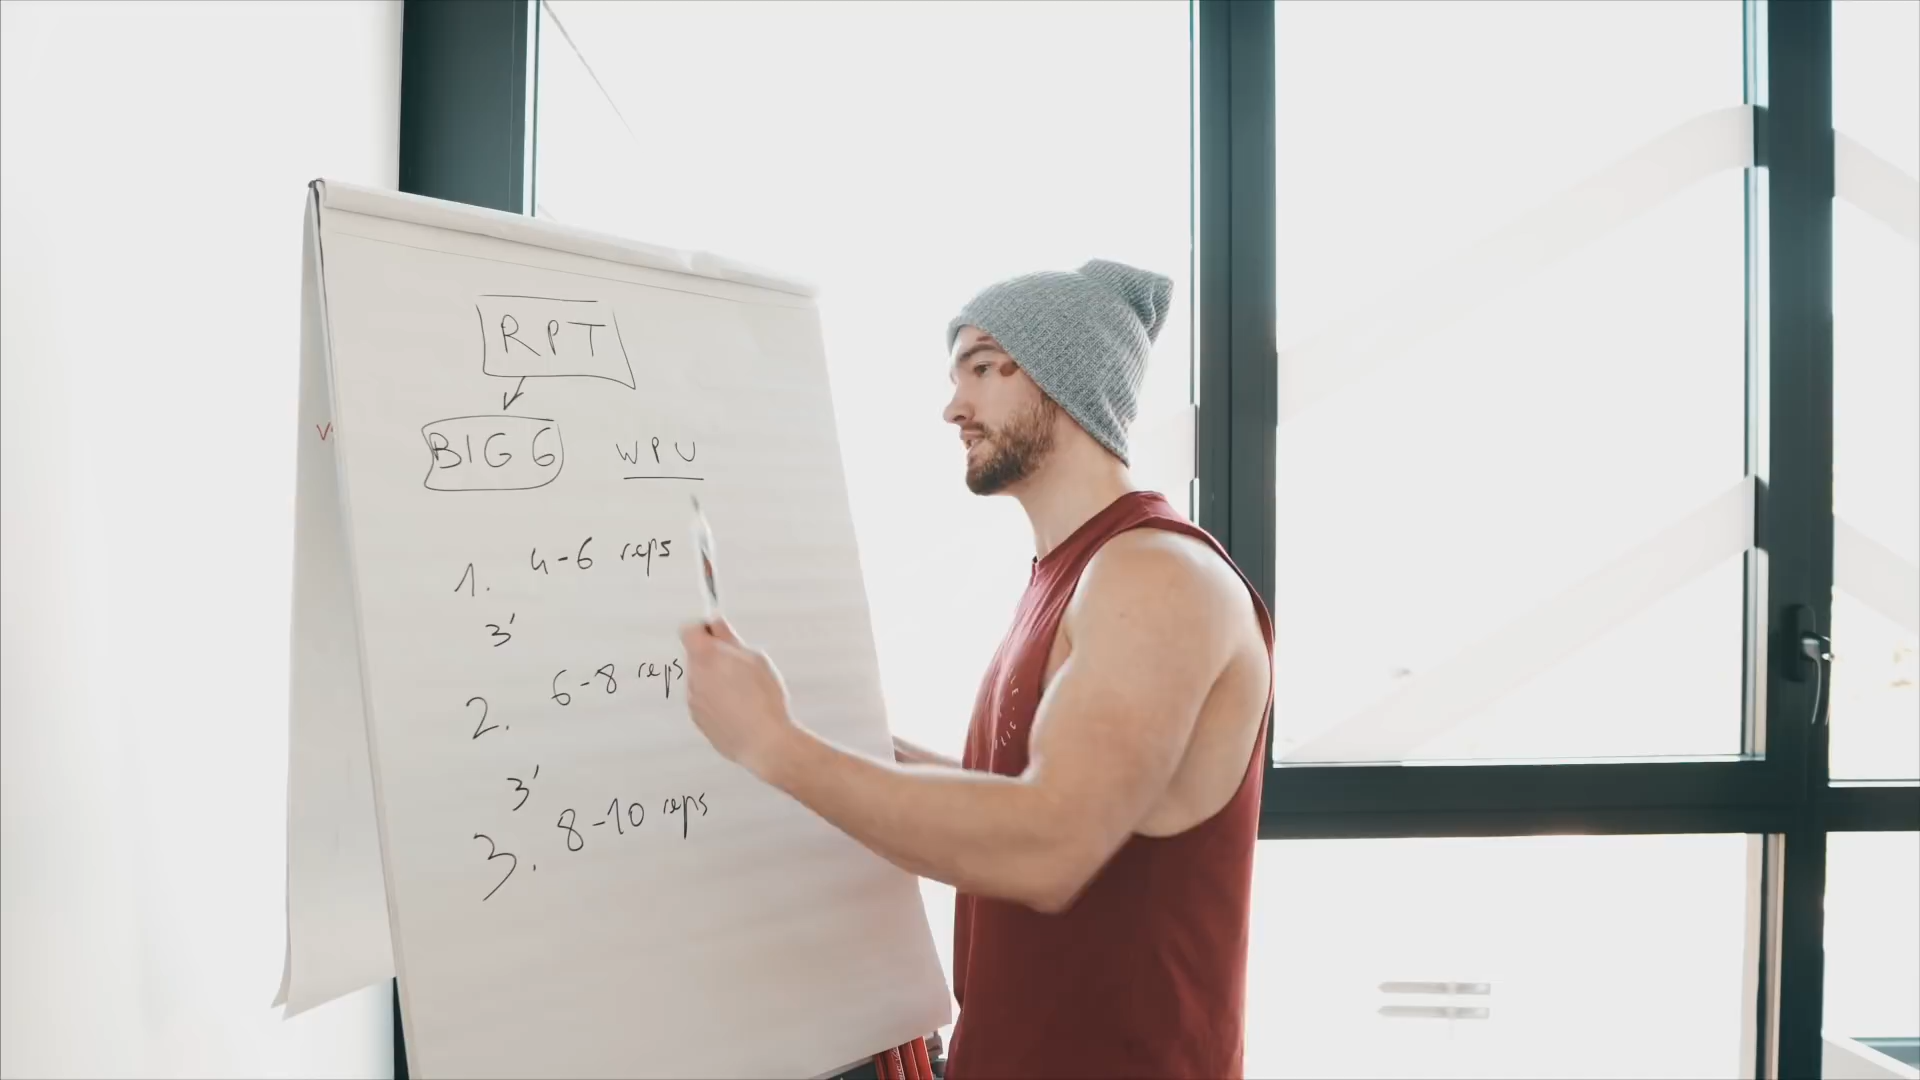 RPT
BIG 6 WPU
1. 4-6 reps
3'
2. 6-8 reps
3'
3. 8-10 reps